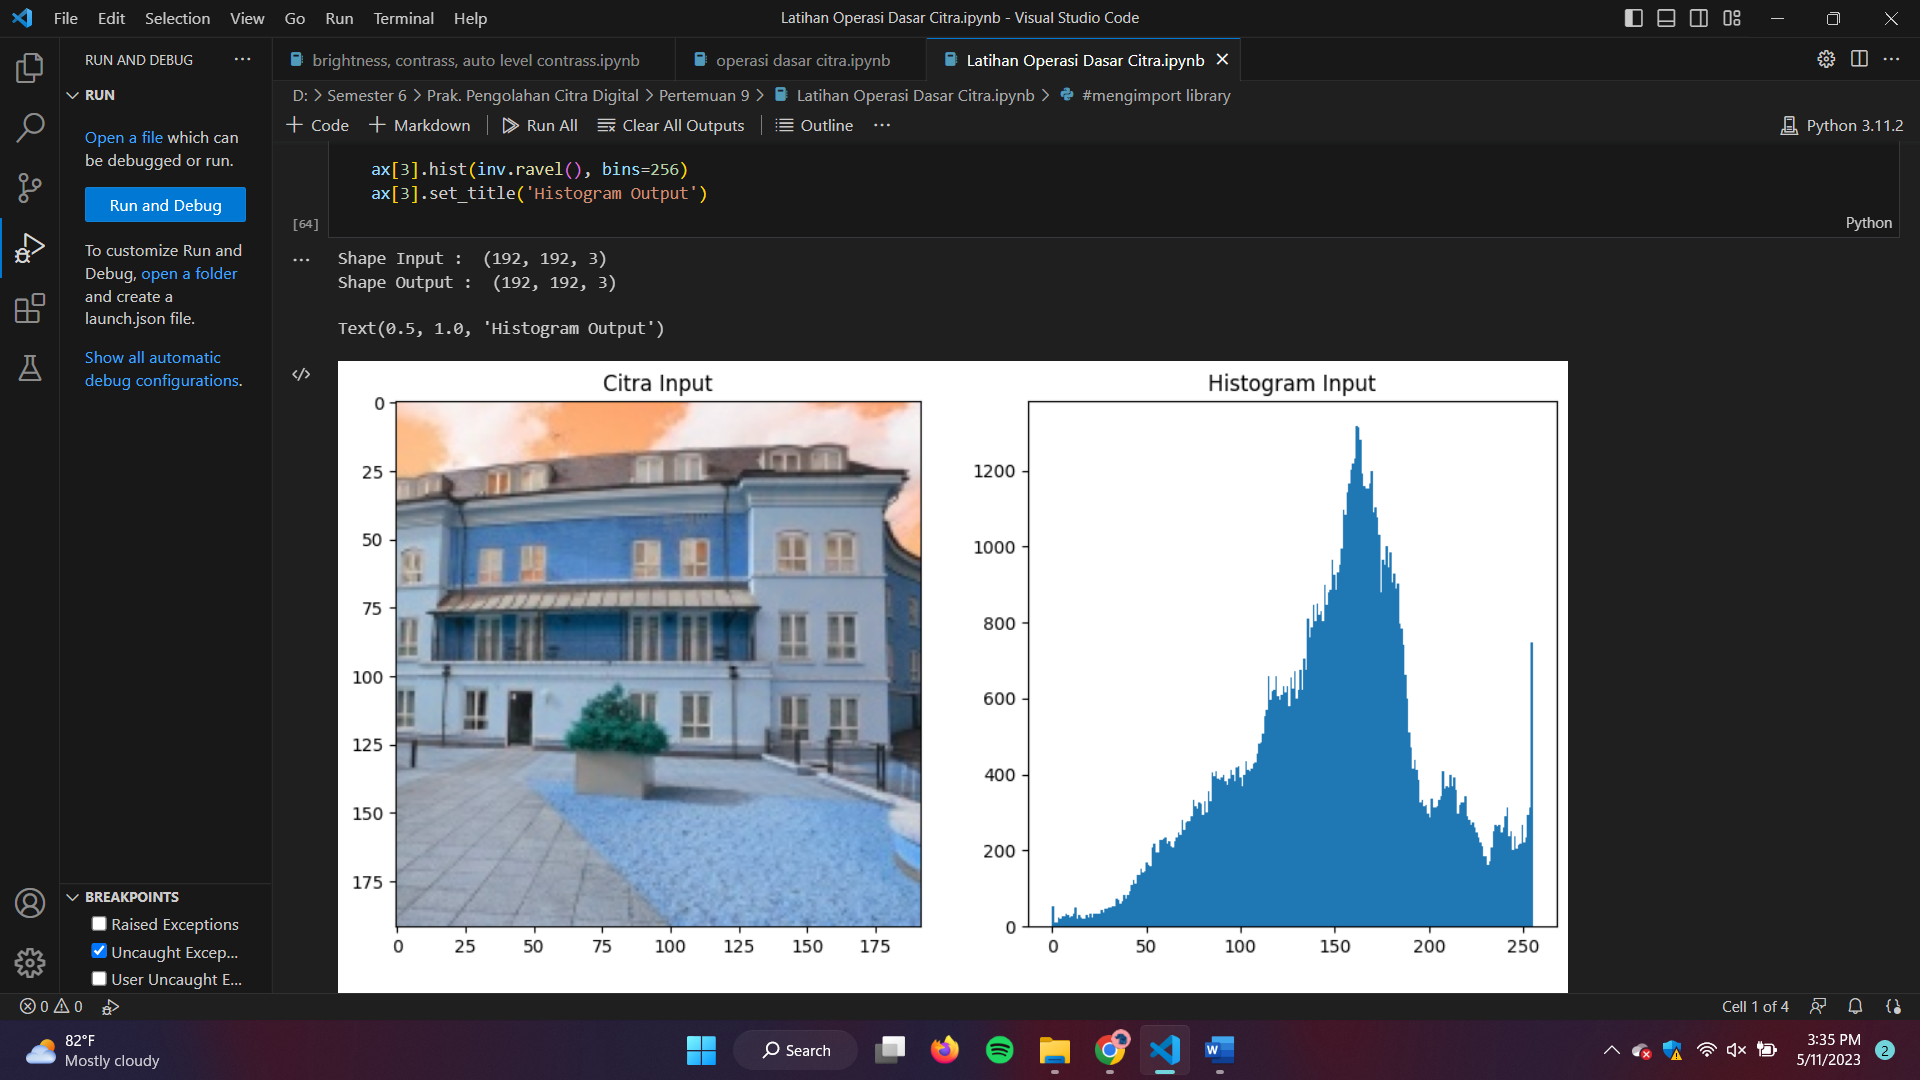 File Edit Selection View Go Run Terminal Help
Latihan Operasi Dasar Citra.ipynb - Visual Studio Code
RUN AND DEBUG
brightness, contrass, auto level contrass.ipynb
operasi dasar citra.ipynb
Latihan Operasi Dasar Citra.ipynb
RUN
D: > Semester 6 > Prak. Pengolahan Citra Digital > Pertemuan 9 > Latihan Operasi Dasar Citra.ipynb > #mengimport library
+ Code + Markdown Run All Clear All Outputs Outline ...
Python 3.11.2
Open a file which can
be debugged or run.
Run and Debug
To customize Run and
Debug, open a folder
and create a
launch.json file.
Show all automatic
debug configurations.
ax[3].hist(inv.ravel(), bins=256)
ax[3].set_title('Histogram Output')
[64]
Python
Shape Input :  (192, 192, 3)
Shape Output :  (192, 192, 3)
Text(0.5, 1.0, 'Histogram Output')
Citra Input
0
25
50
75
100
125
150
175
0 25 50 75 100 125 150 175
Histogram Input
1200
1000
800
600
400
200
0
0 50 100 150 200 250
BREAKPOINTS
Raised Exceptions
Uncaught Excep...
User Uncaught E...
0 0
Cell 1 of 4
82°F
Mostly cloudy
Search
3:35 PM
5/11/2023
2